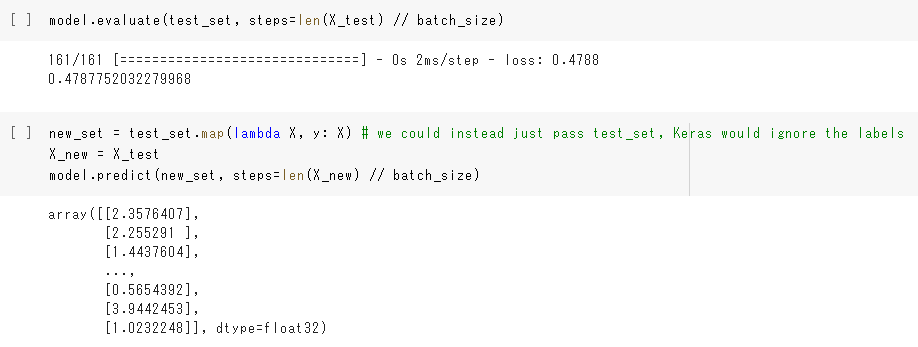 [ ] model.evaluate(test_set, steps=len(X_test) // batch_size)
161/161 [==============================] - 0s 2ms/step - loss: 0.4788
0.4787752032279968
[ ] new_set = test_set.map(lambda X, y: X) # we could instead just pass test_set, Keras would ignore the labels
X_new = X_test
model.predict(new_set, steps=len(X_new) // batch_size)
array([[2.3576407],
[2.255291 ],
[1.4437604],
...,
[0.5654392],
[3.9442453],
[1.0232248]], dtype=float32)